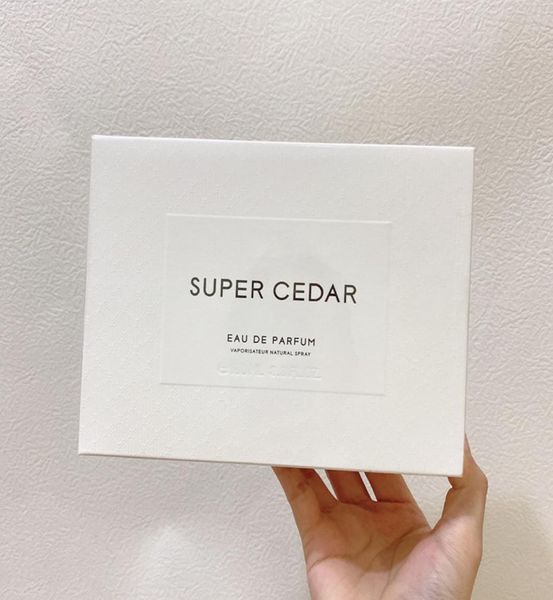 SUPER CEDAR
EAU DE PARFUM
VAPORISATEUR NATURAL SPRAY